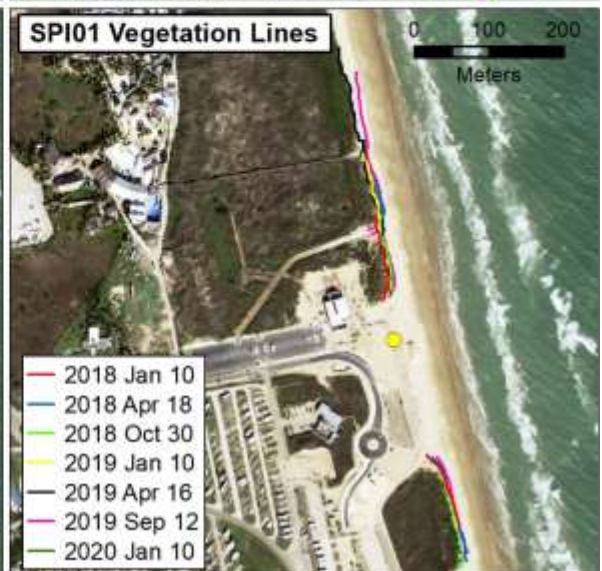 SPI01 Vegetation Lines
0 100 200
Meters
2018 Jan 10
2018 Apr 18
2018 Oct 30
2019 Jan 10
2019 Apr 16
2019 Sep 12
2020 Jan 10